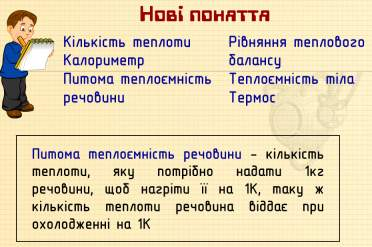 Нові поняття
Кількість теплоти
Калориметр
Питома теплоємність
речовини
Рівняння теплового
балансу
Теплоємність тіла
Термос
Питома теплоємність речовини - кількість
теплоти, яку потрібно надати 1кг
речовини, щоб нагріти її на 1К, таку ж
кількість теплоти речовина віддає при
охолодженні на 1К